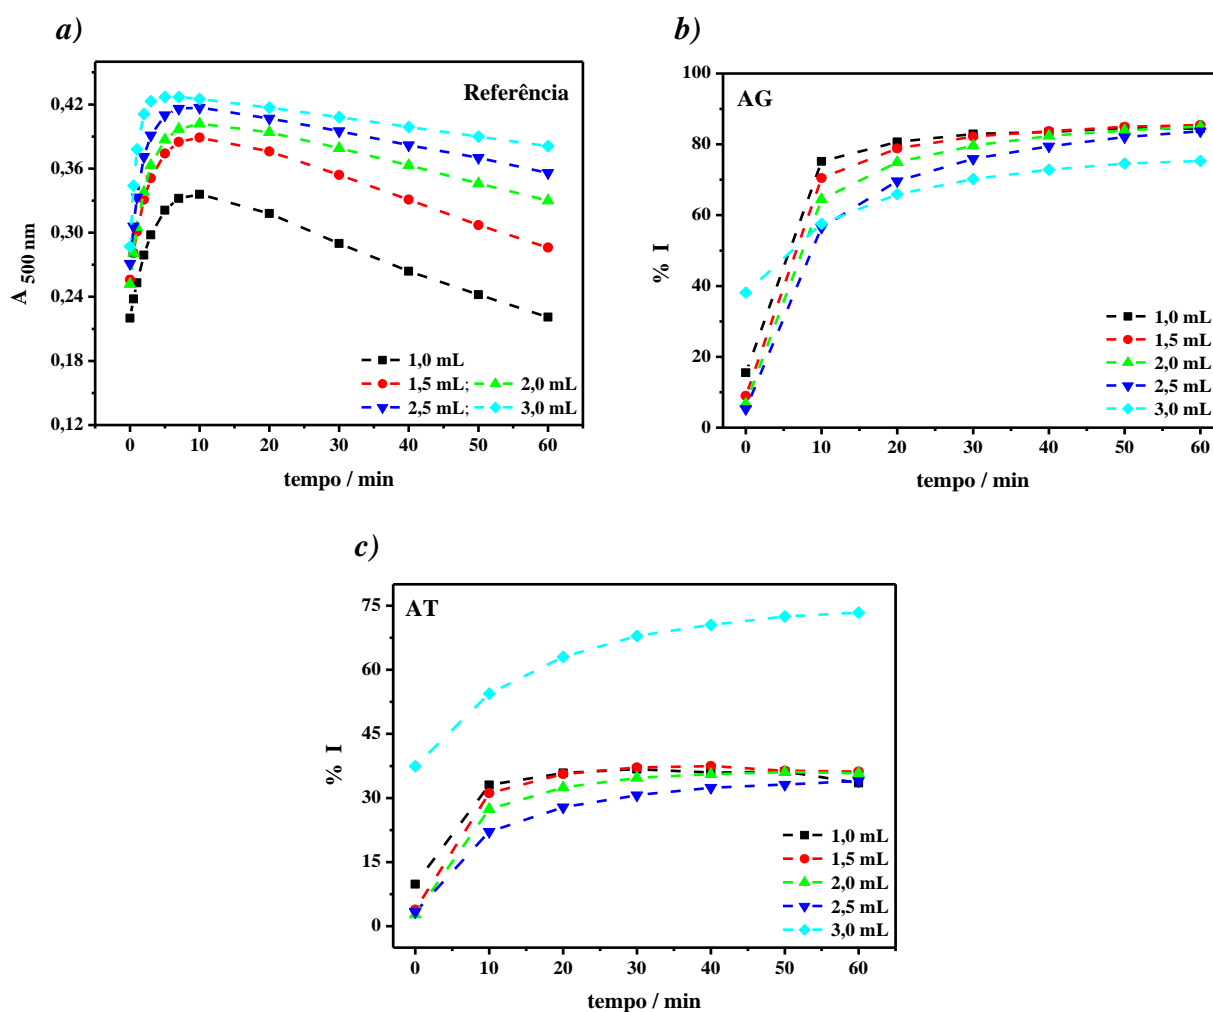 a)
Referência
0,42
0,36
0,30
0,24
0,18
0,12
A 500 nm
1,0 mL
1,5 mL; 2,0 mL
2,5 mL; 3,0 mL
0 10 20 30 40 50 60
tempo / min
b)
AG
100
80
60
40
20
0
% I
1,0 mL
1,5 mL
2,0 mL
2,5 mL
3,0 mL
0 10 20 30 40 50 60
tempo / min
c)
AT
75
60
45
30
15
0
% I
1,0 mL
1,5 mL
2,0 mL
2,5 mL
3,0 mL
0 10 20 30 40 50 60
tempo / min